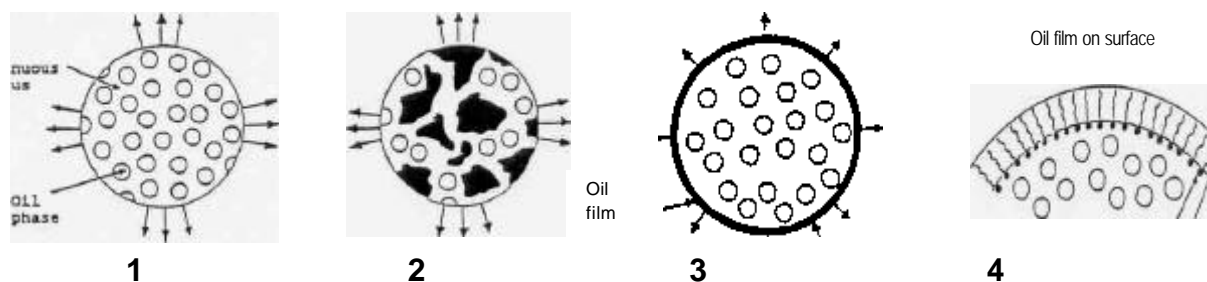 nuous
us
Oil
phase
Oil
film
Oil film on surface
1 2 3 4